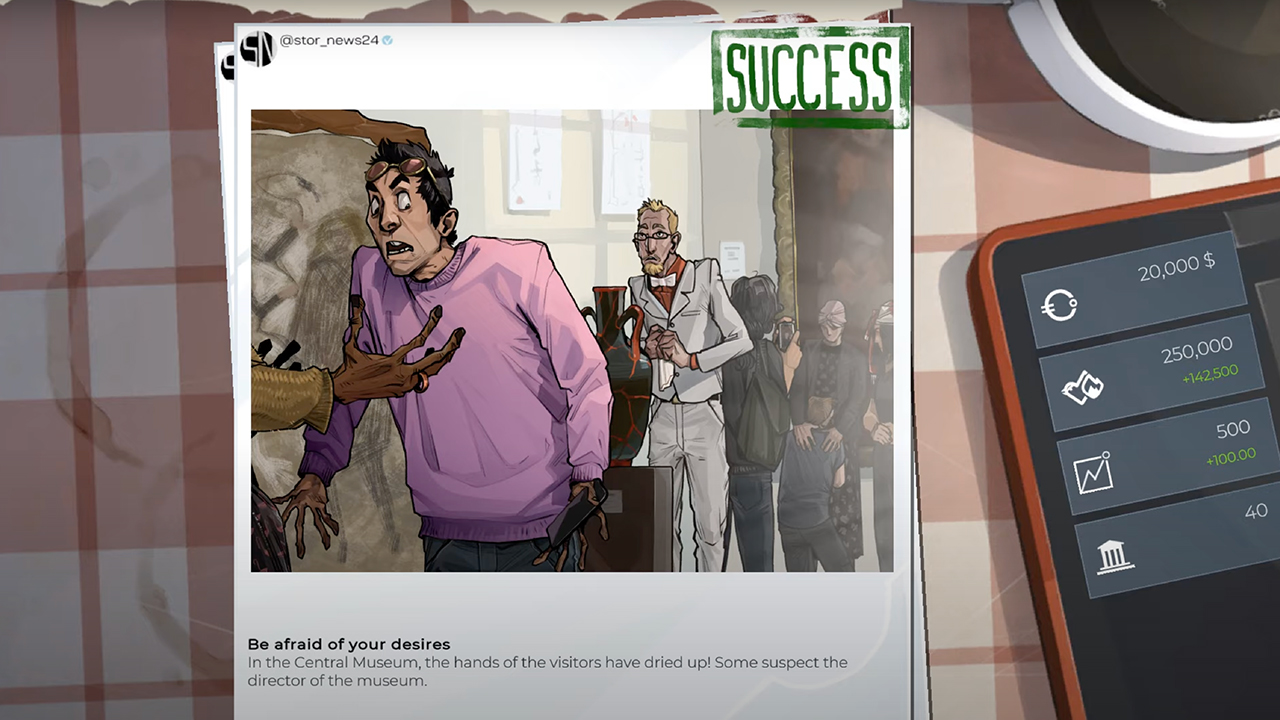 SN @stor_news24
SUCCESS
Be afraid of your desires
In the Central Museum, the hands of the visitors have dried up! Some suspect the
director of the museum.
20,000 $
250,000
+142,500
500
+100.00
40